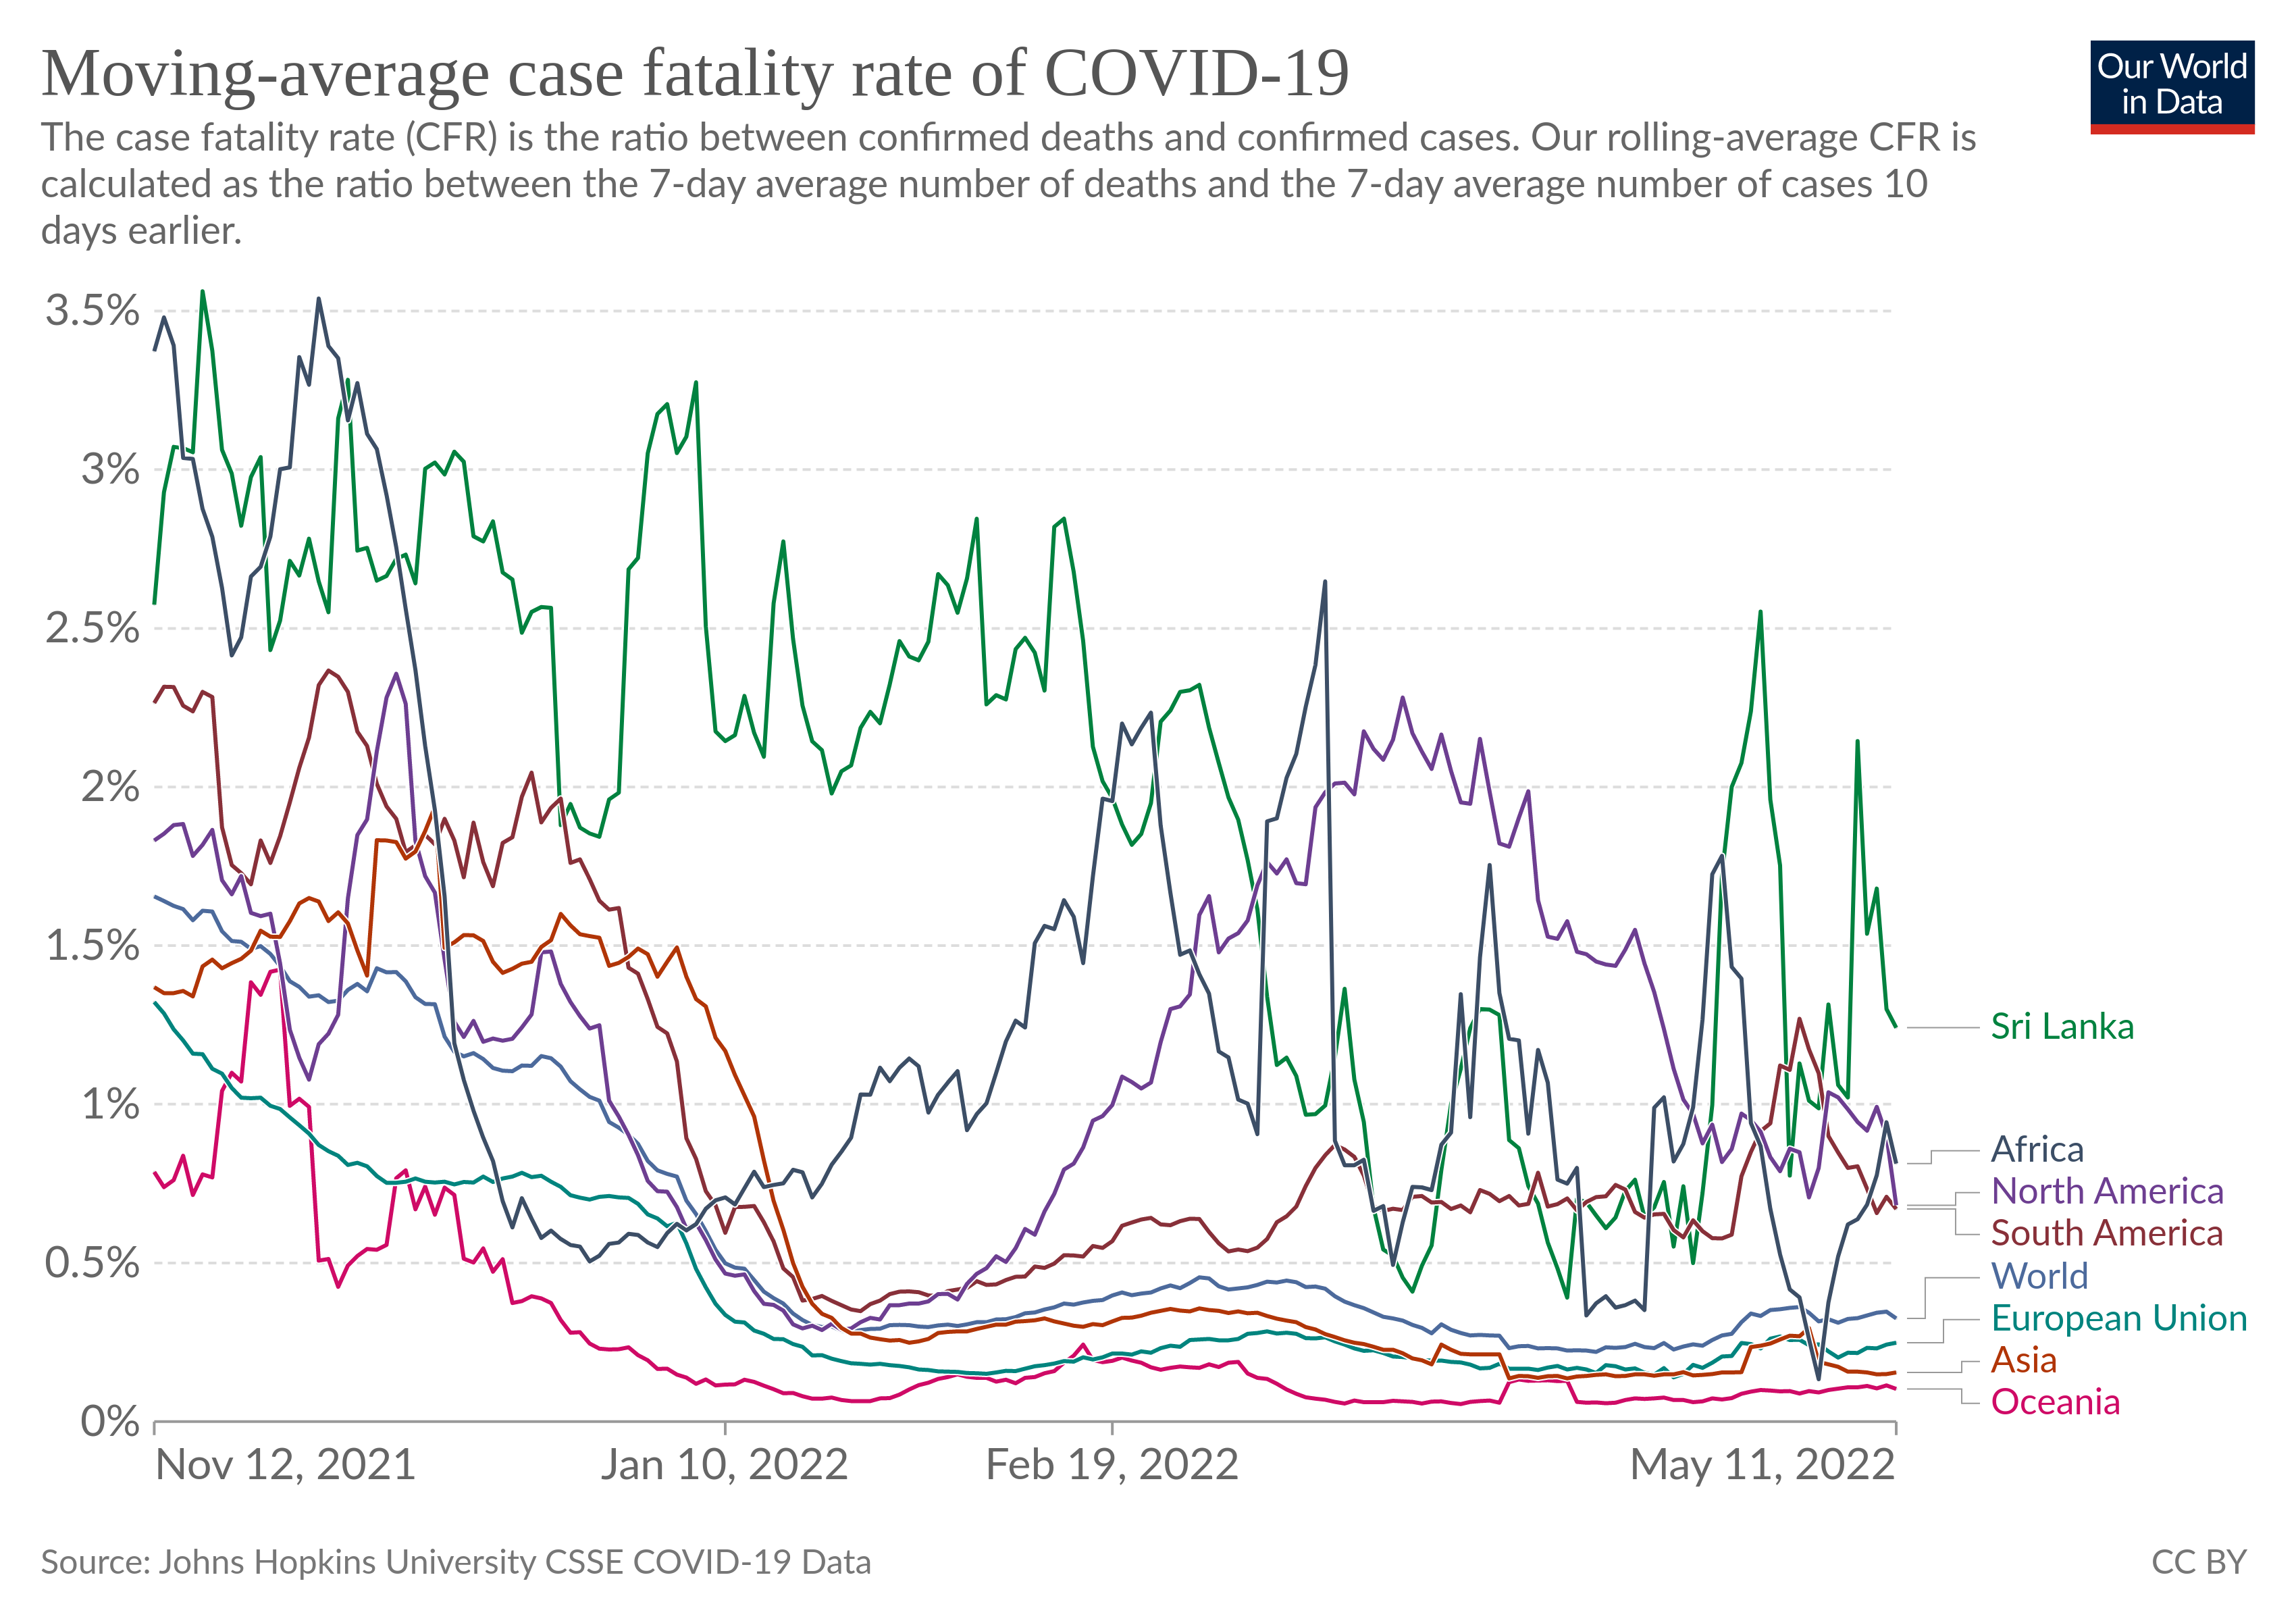 Moving-average case fatality rate of COVID-19
Our World
in Data
The case fatality rate (CFR) is the ratio between confirmed deaths and confirmed cases. Our rolling-average CFR is
calculated as the ratio between the 7-day average number of deaths and the 7-day average number of cases 10
days earlier.
3.5%
3%
2.5%
2%
1.5%
1%
0.5%
0%
Sri Lanka
Africa
North America
South America
World
European Union
Asia
Oceania
Nov 12, 2021
Jan 10, 2022
Feb 19, 2022
May 11, 2022
Source: Johns Hopkins University CSSE COVID-19 Data
CC BY